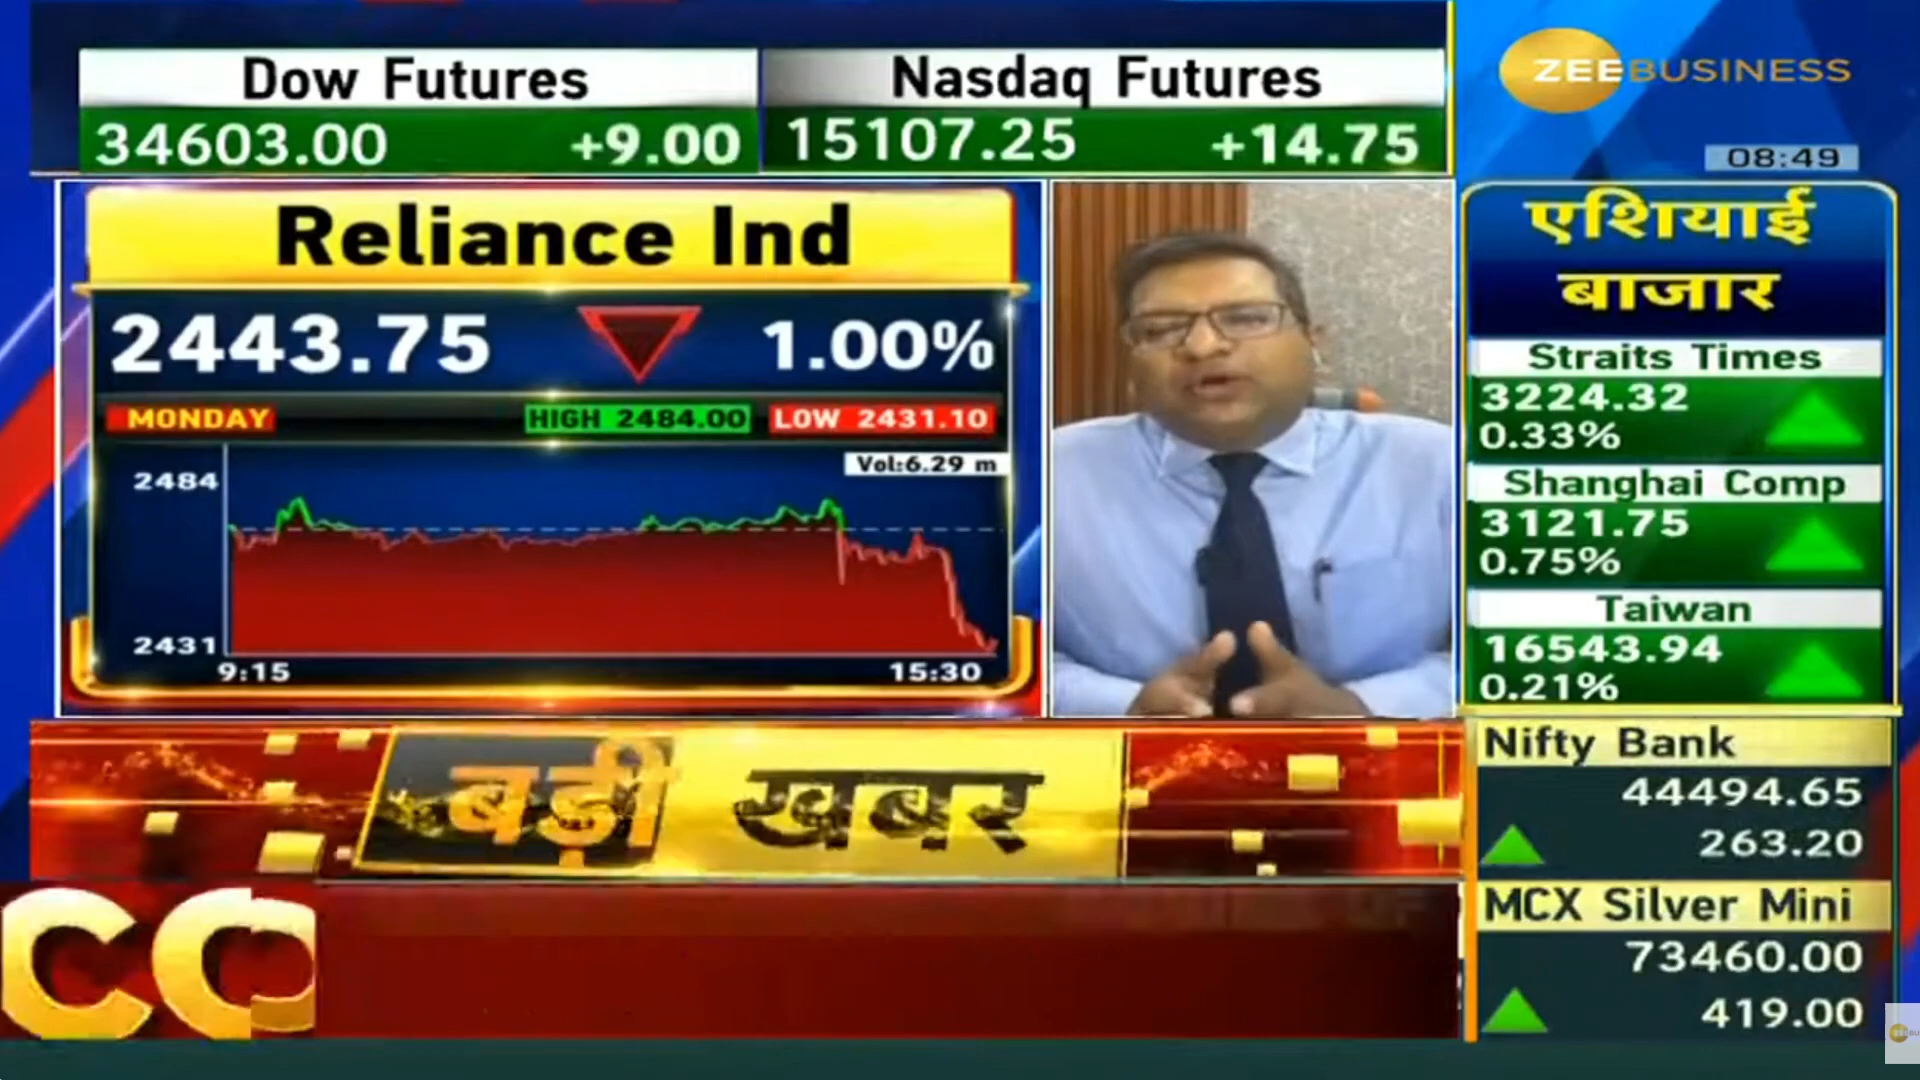 Dow Futures
34603.00 +9.00
Nasdaq Futures
15107.25 +14.75
ZEEBUSINESS
08:49
Reliance Ind
2443.75 1.00%
MONDAY HIGH 2484.00 LOW 2431.10
Vol:6.29 m
2484
2431
9:15 15:30
एशियाई
बाजार
Straits Times
3224.32
0.33%
Shanghai Comp
3121.75
0.75%
Taiwan
16543.94
0.21%
बड़ी खबर
Nifty Bank
44494.65
263.20
MCX Silver Mini
73460.00
419.00